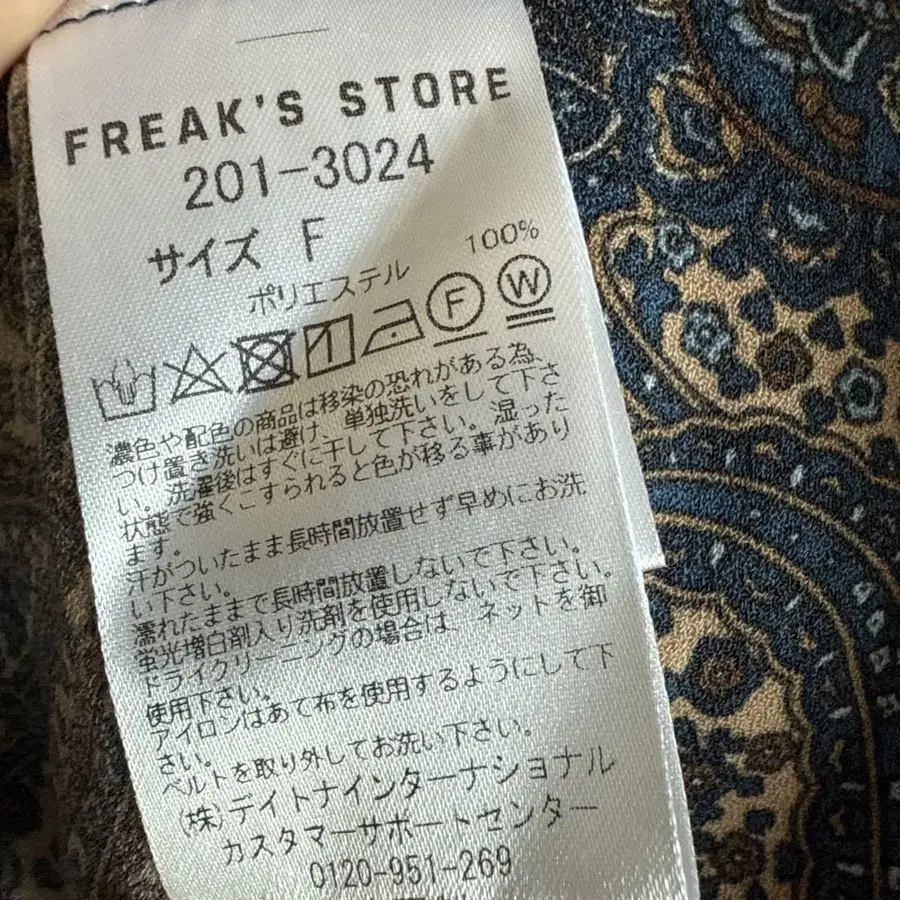 FREAK'S STORE
201-3024
サイズ F
ポリエステル 100%
F W
濃色や配色の商品は移染の恐れがある為、
つけ置き洗いは避け、単独洗いをして下さ
い。洗濯後はすぐに干して下さい。湿った
状態で強くこすられると色が移る事があり
ます。
汗がついたまま長時間放置せず早めにお洗
い下さい。
濡れたままで長時間放置しないで下さい。
蛍光増白剤入り洗剤を使用しないで下さい。
ドライクリーニングの場合は、ネットを御
使用下さい。
アイロンはあて布を使用するようにして下
さい。
ベルトを取り外してお洗い下さい。
(株)デイトナインターナショナル
カスタマーサポートセンター
0120-951-269